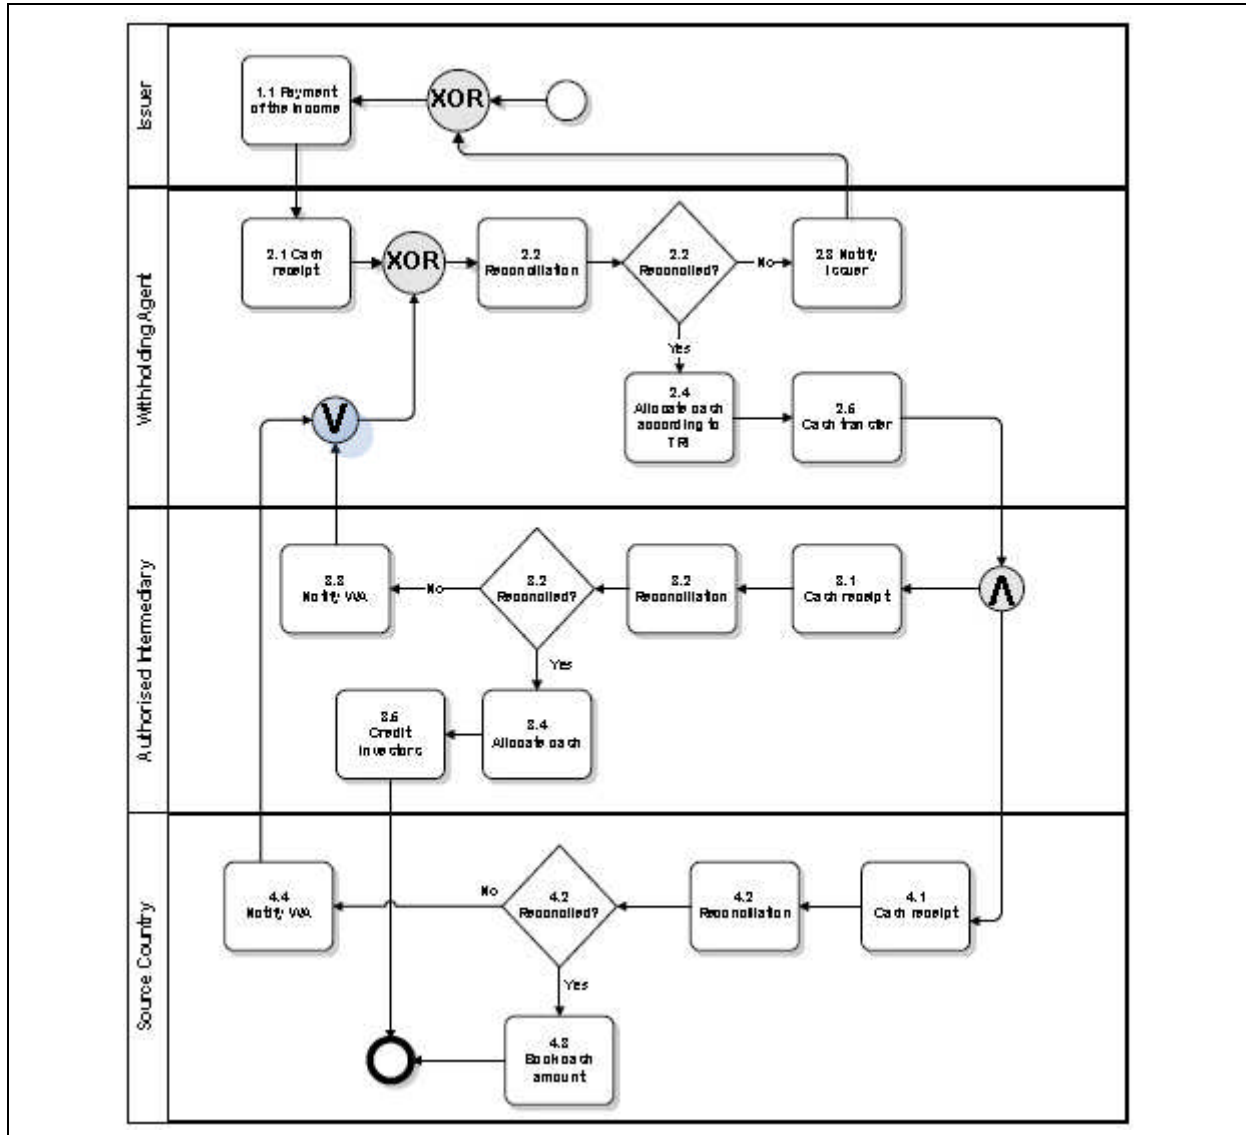 Issuer
1.1 Payment
of the Income
XOR
Withholding Agent
2.1 Cash
receipt
XOR
2.2
Reconciliation
2.2
Reconciled?
No
2.3 Notify
Issuer
Yes
2.4
Allocate cash
according to
TRI
2.5
Cash transfer
V
Authorised Intermediary
3.3
Notify WA
No
3.2
Reconciled?
3.2
Reconciliation
3.1
Cash receipt
Λ
Yes
3.5
Credit
Investors
3.4
Allocate cash
Source Country
4.4
Notify WA
No
4.2
Reconciled?
4.2
Reconciliation
4.1
Cash receipt
Yes
4.3
Book cash
amount